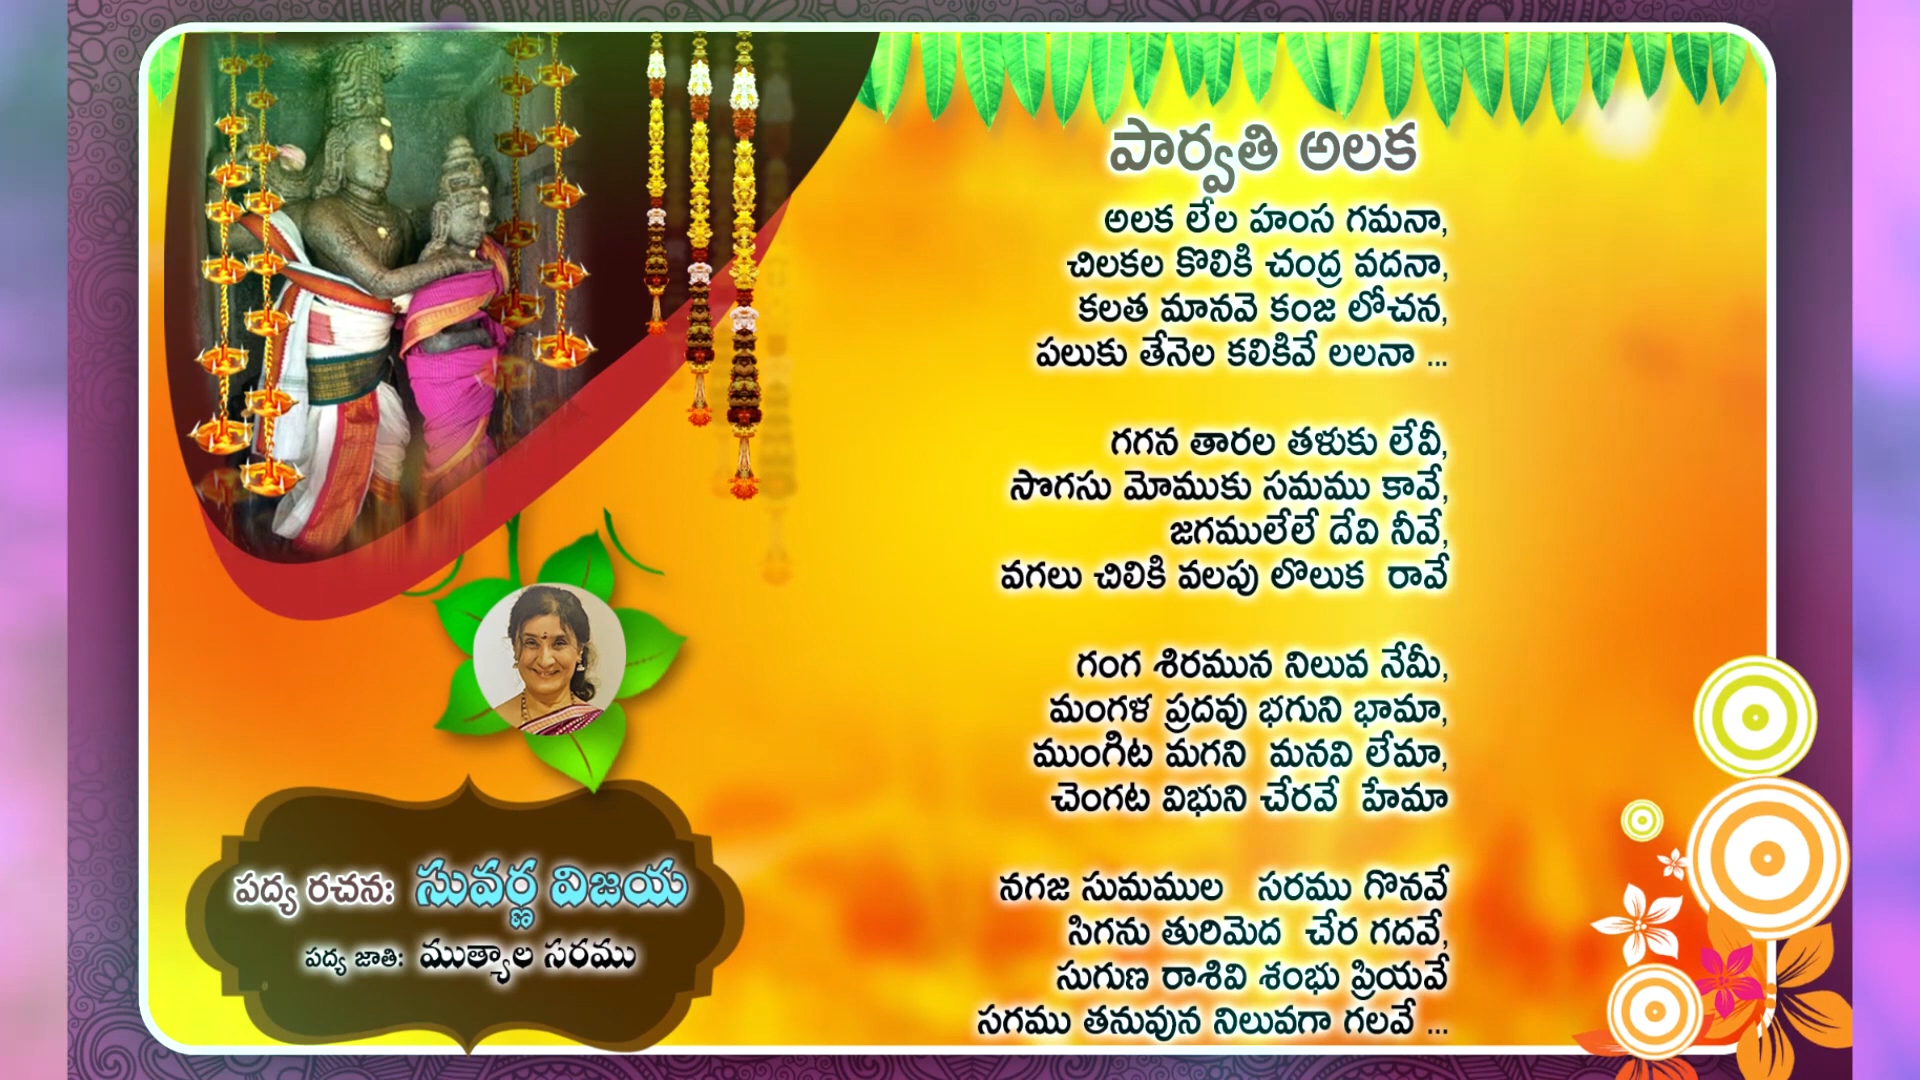 పార్వతి అలక
అలక లేల హంస గమనా,
చిలకల కొలికి చంద్ర వదనా,
కలత మానవె కంజ లోచన,
పలుకు తేనెల కలికివే లలనా ...
గగన తారల తళుకు లేవీ,
సొగసు మోముకు సమము కావే,
జగములేలే దేవి నీవే,
వగలు చిలికి వలపు లొలుక రావే
గంగ శిరమున నిలువ నేమీ,
మంగళ ప్రదవు భగుని భామా,
ముంగిట మగని మనవి లేమా,
చెంగట విభుని చేరవే హేమా
నగజ సుమముల సరము గొనవే
సిగను తురిమెద చేర గదవే,
సుగుణ రాశివి శంభు ప్రియవే
సగము తనువున నిలువగా గలవే ...
పద్య రచన: సువర్ణ విజయ
పద్య జాతి: ముత్యాల సరము